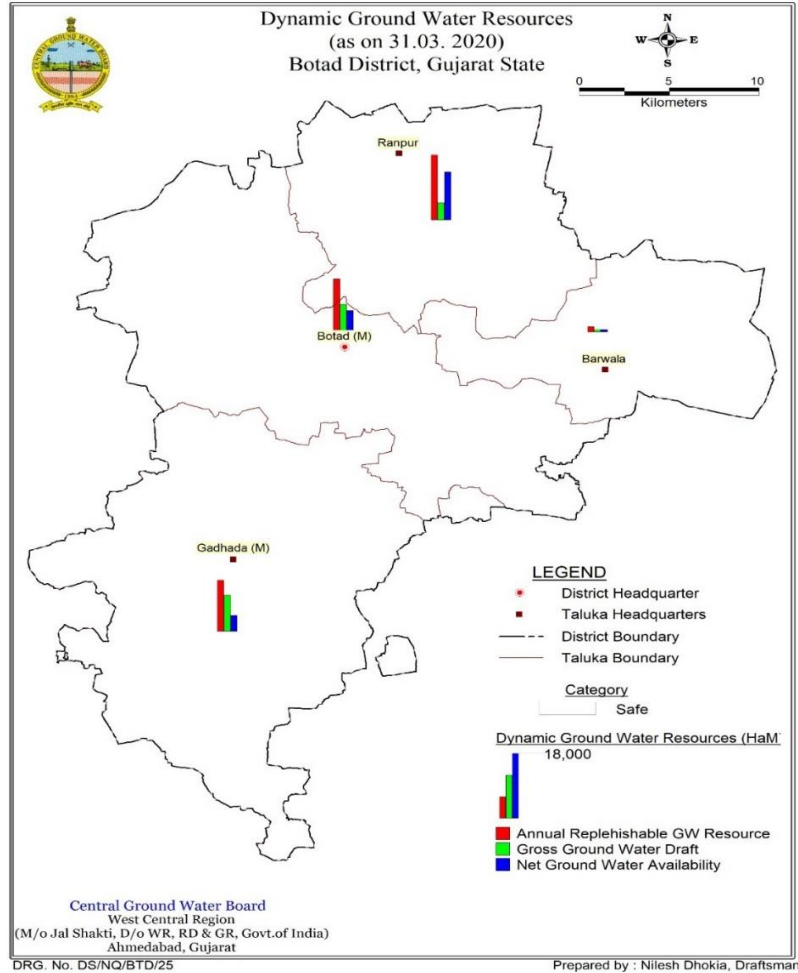 Dynamic Ground Water Resources
(as on 31.03. 2020)
Botad District, Gujarat State
CENTRAL GROUND WATER BOARD
N
W E
S
0 5 10
Kilometers
Ranpur
Botad (M)
Barwala
Gadhada (M)
LEGEND
District Headquarter
Taluka Headquarters
District Boundary
Taluka Boundary
Category
Safe
Dynamic Ground Water Resources (HaM
18,000
Annual Replehishable GW Resource
Gross Ground Water Draft
Net Ground Water Availability
Central Ground Water Board
West Central Region
(M/o Jal Shakti, D/o WR, RD & GR, Govt.of India)
Ahmedabad, Gujarat
DRG. No. DS/NQ/BTD/25
Prepared by : Nilesh Dhokia, Draftsman